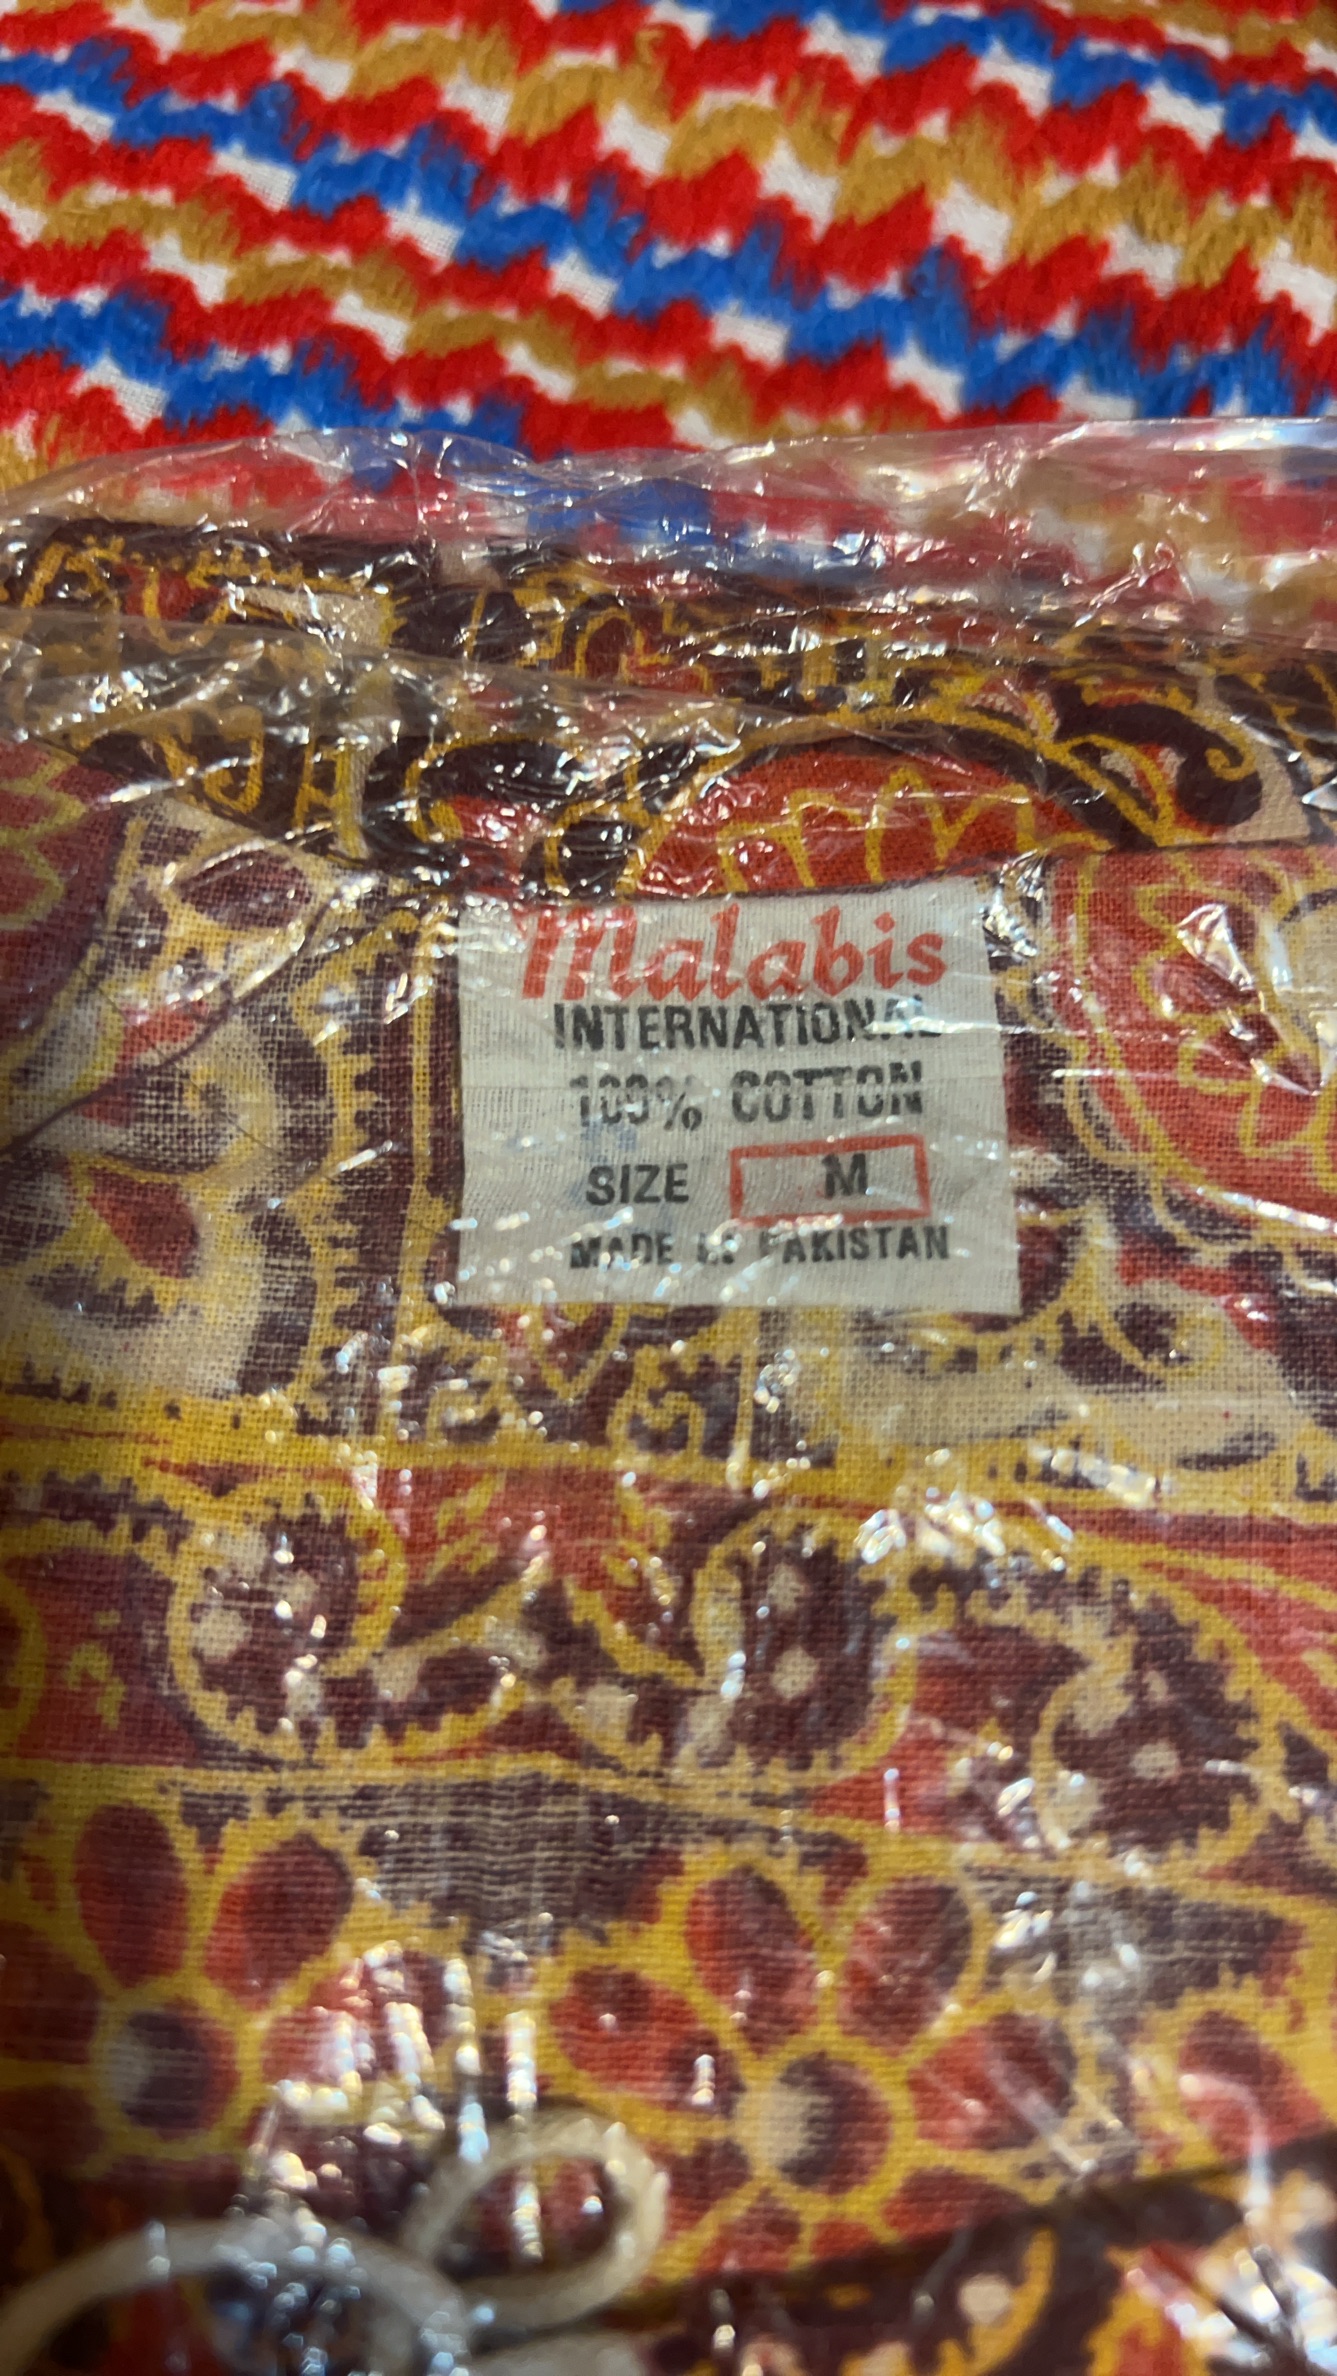 Malabis
INTERNATIONAL
100% COTTON
SIZE M
MADE IN PAKISTAN